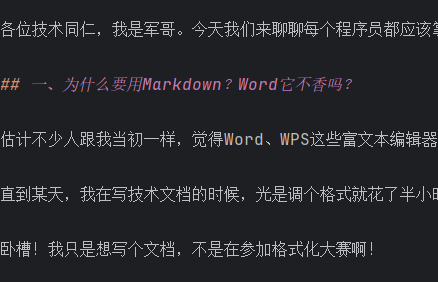 各位技术同仁，我是军哥。今天我们来聊聊每个程序员都应该
## 一、为什么要用Markdown？Word它不香吗？
估计不少人跟我当初一样，觉得Word、WPS这些富文本编辑器
直到某天，我在写技术文档的时候，光是调个格式就花了半小
卧槽！我只是想写个文档，不是在参加格式化大赛啊！